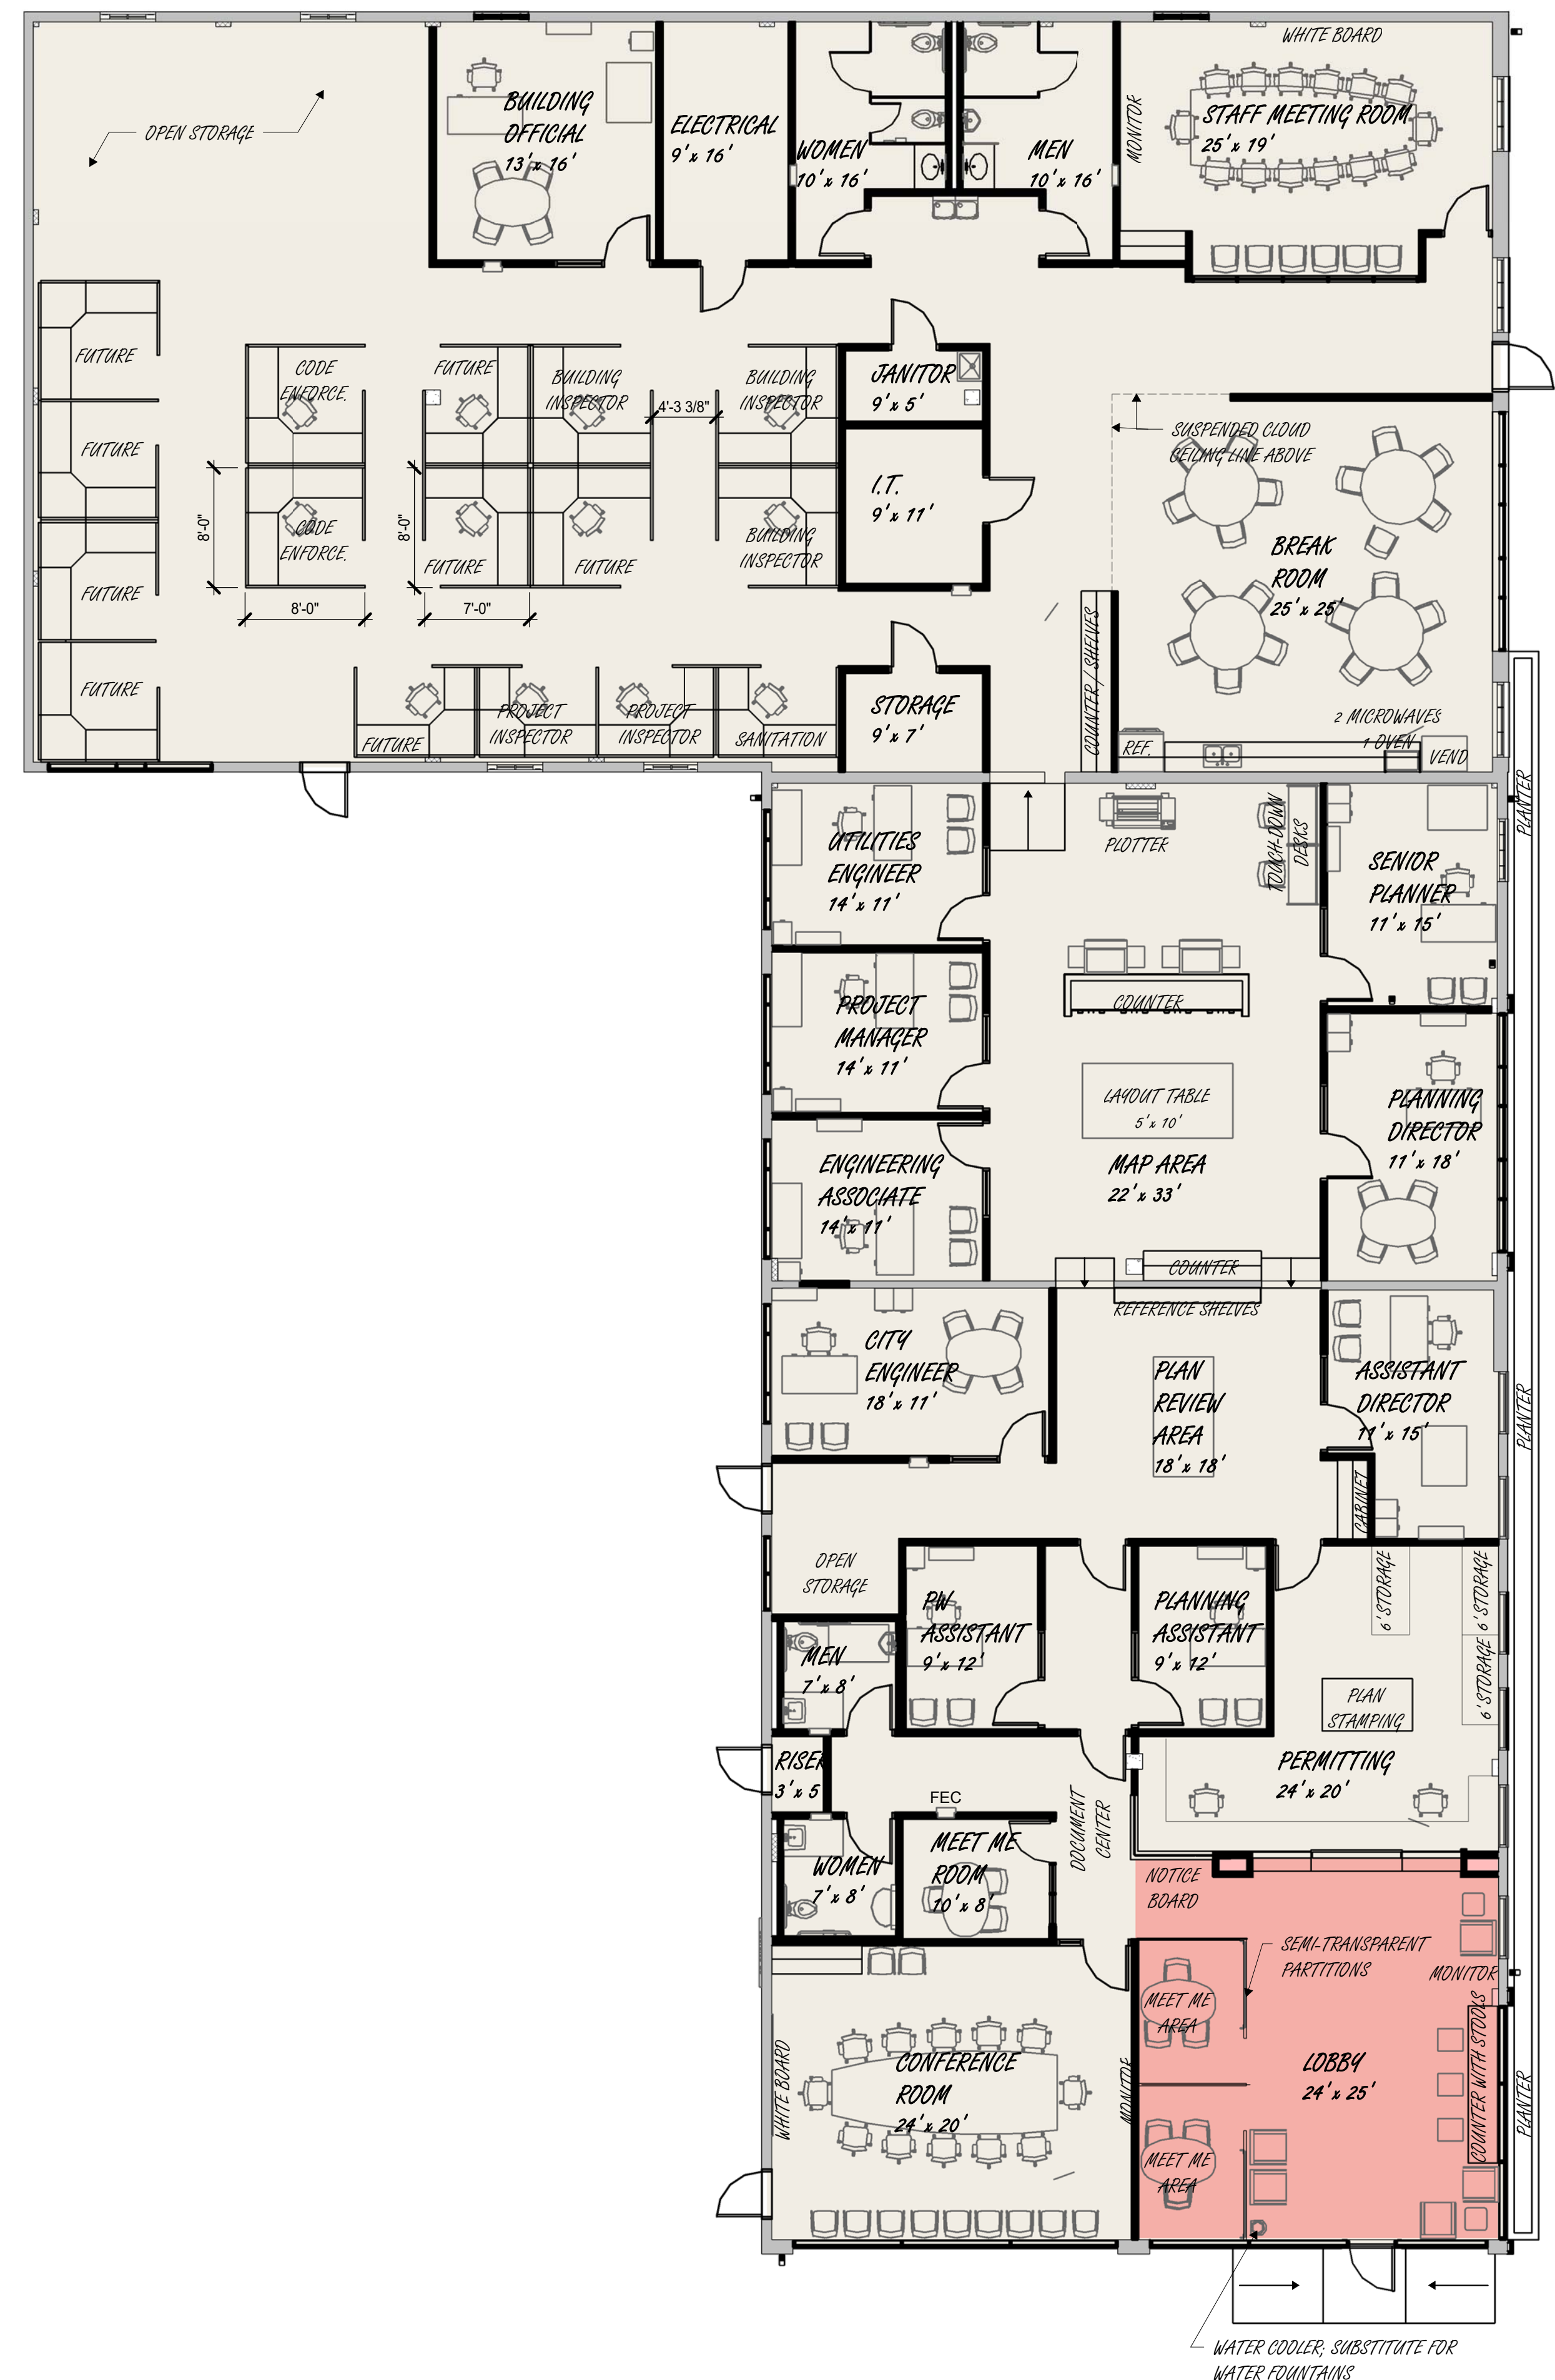 WHITE BOARD
OPEN STORAGE
BUILDING
OFFICIAL
13' x 16'
ELECTRICAL
9' x 16'
WOMEN
10' x 16'
MEN
10' x 16'
MONITOR
STAFF MEETING ROOM
25' x 19'
FUTURE
FUTURE
FUTURE
FUTURE
CODE
ENFORCE.
FUTURE
BUILDING
INSPECTOR
4'-3 3/8"
BUILDING
INSPECTOR
8'-0"
CODE
ENFORCE.
8'-0"
FUTURE
FUTURE
BUILDING
INSPECTOR
8'-0"
7'-0"
FUTURE
PROJECT
INSPECTOR
PROJECT
INSPECTOR
SANITATION
JANITOR
9' x 5'
I.T.
9' x 11'
STORAGE
9' x 7'
SUSPENDED CLOUD
CEILING LINE ABOVE
BREAK
ROOM
25' x 25'
COUNTER / SHELVES
REF.
2 MICROWAVES
1 OVEN
VEND
PLANTER
UTILITIES
ENGINEER
14' x 11'
PLOTTER
TOUCH-DOWN
DESKS
SENIOR
PLANNER
11' x 15'
PROJECT
MANAGER
14' x 11'
COUNTER
LAYOUT TABLE
5' x 10'
MAP AREA
22' x 33'
PLANNING
DIRECTOR
11' x 18'
ENGINEERING
ASSOCIATE
14' x 11'
COUNTER
REFERENCE SHELVES
CITY
ENGINEER
18' x 11'
PLAN
REVIEW
AREA
18' x 18'
ASSISTANT
DIRECTOR
11' x 15'
PLANTER
CABINET
OPEN
STORAGE
PW
ASSISTANT
9' x 12'
PLANNING
ASSISTANT
9' x 12'
6' STORAGE
6' STORAGE
6' STORAGE
MEN
7' x 8'
PLAN
STAMPING
RISER
3' x 5
FEC
PERMITTING
24' x 20'
DOCUMENT
CENTER
WOMEN
7' x 8'
MEET ME
ROOM
10' x 8'
NOTICE
BOARD
SEMI-TRANSPARENT
PARTITIONS
MONITOR
MEET ME
AREA
WHITE BOARD
CONFERENCE
ROOM
24' x 20'
MONITOR
LOBBY
24' x 25'
COUNTER WITH STOOLS
PLANTER
MEET ME
AREA
WATER COOLER; SUBSTITUTE FOR
WATER FOUNTAINS